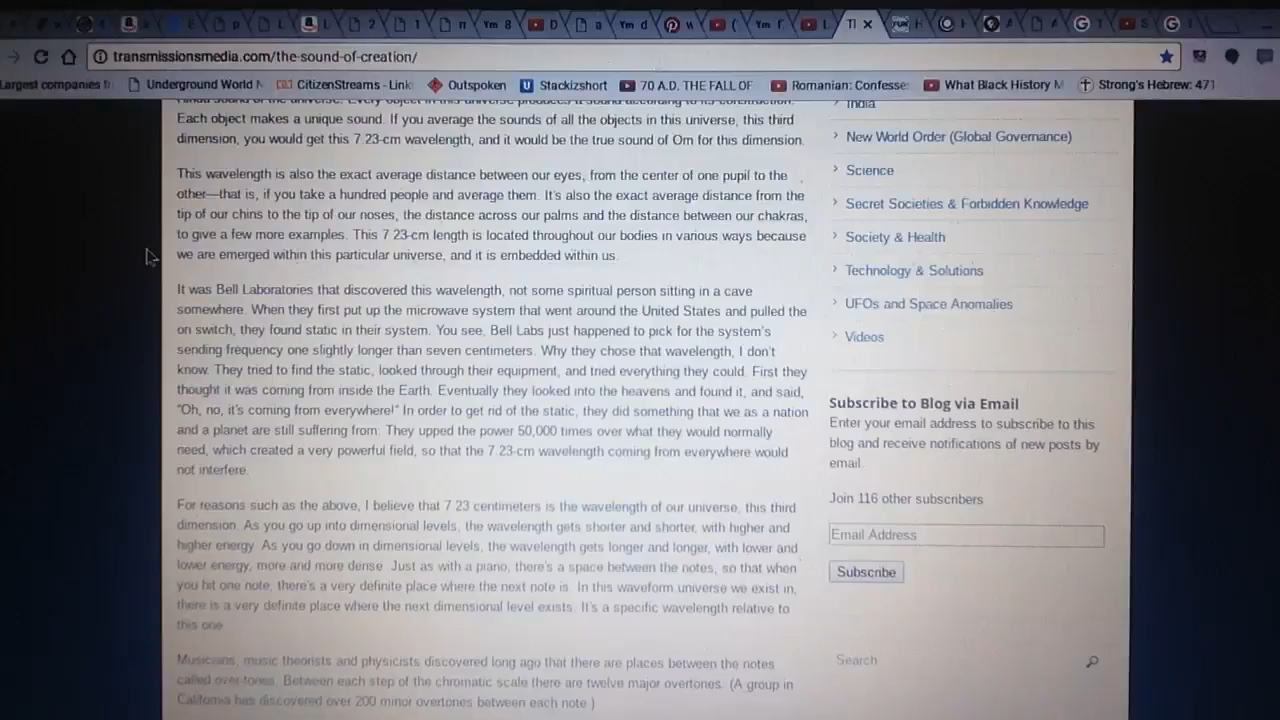 transmissionsmedia.com/the-sound-of-creation/
Largest companies
Underground World
CitizenStreams - Link
Outspoken
Stackizshort
70 A.D. THE FALL OF
Romanian: Confesse
What Black History
Strong's Hebrew: 471
sound of the universe. Every object in this universe produces a sound according to its construction.
Each object makes a unique sound. If you average the sounds of all the objects in this universe, this third
dimension, you would get this 7.23-cm wavelength, and it would be the true sound of Om for this dimension.
This wavelength is also the exact average distance between our eyes, from the center of one pupil to the
other—that is, if you take a hundred people and average them. It's also the exact average distance from the
tip of our chins to the tip of our noses, the distance across our palms and the distance between our chakras,
to give a few more examples. This 7.23-cm length is located throughout our bodies in various ways because
we are emerged within this particular universe, and it is embedded within us.
It was Bell Laboratories that discovered this wavelength, not some spiritual person sitting in a cave
somewhere. When they first put up the microwave system that went around the United States and pulled the
on switch, they found static in their system. You see, Bell Labs just happened to pick for the system's
sending frequency one slightly longer than seven centimeters. Why they chose that wavelength, I don't
know. They tried to find the static, looked through their equipment, and tried everything they could. First they
thought it was coming from inside the Earth. Eventually they looked into the heavens and found it, and said,
"Oh, no, it's coming from everywhere!" In order to get rid of the static, they did something that we as a nation
and a planet are still suffering from: They upped the power 50,000 times over what they would normally
need, which created a very powerful field, so that the 7.23-cm wavelength coming from everywhere would
not interfere.
For reasons such as the above, I believe that 7.23 centimeters is the wavelength of our universe, this third
dimension. As you go up into dimensional levels, the wavelength gets shorter and shorter, with higher and
higher energy. As you go down in dimensional levels, the wavelength gets longer and longer, with lower and
lower energy, more and more dense. Just as with a piano, there's a space between the notes, so that when
you hit one note, there's a very definite place where the next note is. In this waveform universe we exist in,
there is a very definite place where the next dimensional level exists. It's a specific wavelength relative to
this one.
Musicians, music theorists and physicists discovered long ago that there are places between the notes
called over-tones. Between each step of the chromatic scale there are twelve major overtones. (A group in
California has discovered over 200 minor overtones between each note.)
India
New World Order (Global Governance)
Science
Secret Societies & Forbidden Knowledge
Society & Health
Technology & Solutions
UFOs and Space Anomalies
Videos
Subscribe to Blog via Email
Enter your email address to subscribe to this
blog and receive notifications of new posts by
email.
Join 116 other subscribers
Email Address
Subscribe
Search